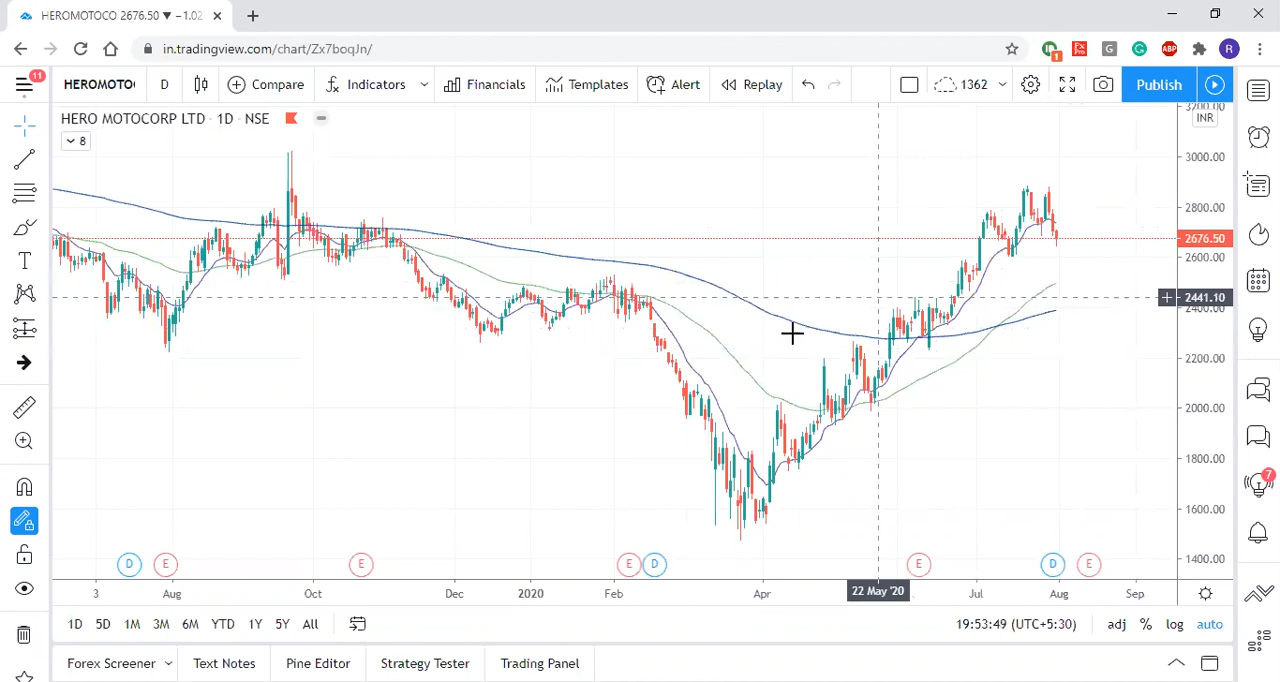 HEROMOTOCO 2676.50 ▼ −1.02
in.tradingview.com/chart/Zx7boqJn/
1
ABP
R
11
HEROMOTO
D
Compare
Indicators
Financials
Templates
Alert
Replay
1362
Publish
HERO MOTOCORP LTD · 1D · NSE
8
3200.00
INR
3000.00
2800.00
2676.50
2600.00
2441.10
2400.00
2200.00
2000.00
1800.00
1600.00
1400.00
T
7
D E E E D E D E
3 Aug Oct Dec 2020 Feb Apr 22 May '20 Jul Aug Sep
1D 5D 1M 3M 6M YTD 1Y 5Y All
19:53:49 (UTC+5:30) adj % log auto
Forex Screener Text Notes Pine Editor Strategy Tester Trading Panel